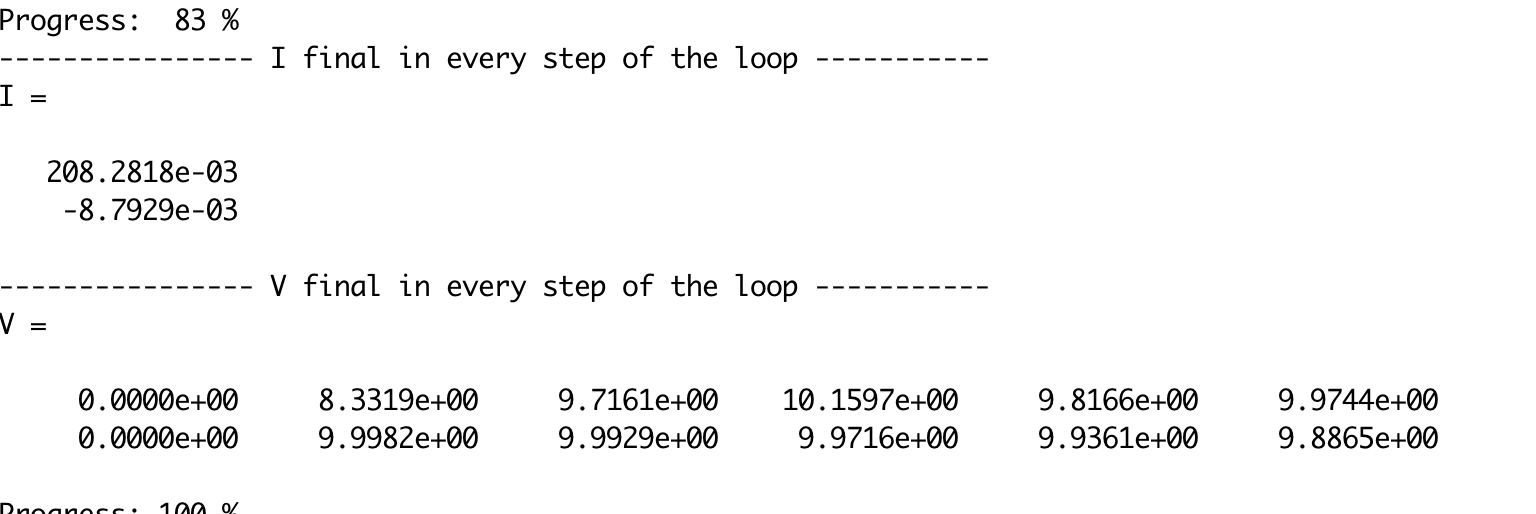 Progress:  83 %
---------------- I final in every step of the loop -----------
I =
208.2818e-03
-8.7929e-03
---------------- V final in every step of the loop -----------
V =
0.0000e+00 8.3319e+00 9.7161e+00 10.1597e+00 9.8166e+00 9.9744e+00
0.0000e+00 9.9982e+00 9.9929e+00 9.9716e+00 9.9361e+00 9.8865e+00
Progress: 100 %